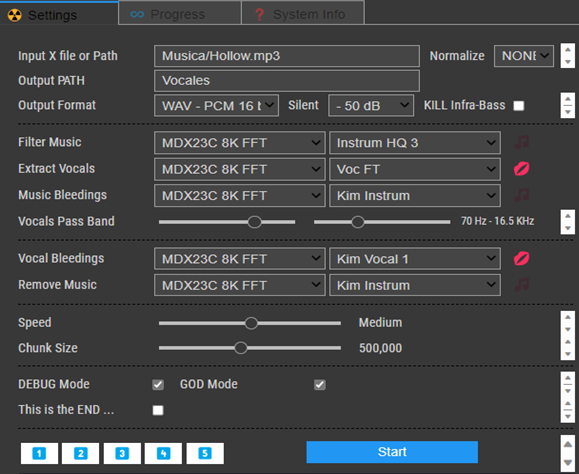 Settings Progress System Info
Input X file or Path Musica/Hollow.mp3 Normalize NONE
Output PATH Vocales
Output Format WAV - PCM 16 Silent - 50 dB KILL Infra-Bass
Filter Music MDX23C 8K FFT Instrum HQ 3
Extract Vocals MDX23C 8K FFT Voc FT
Music Bleedings MDX23C 8K FFT Kim Instrum
Vocals Pass Band 70 Hz - 16.5 KHz
Vocal Bleedings MDX23C 8K FFT Kim Vocal 1
Remove Music MDX23C 8K FFT Kim Instrum
Speed Medium
Chunk Size 500,000
DEBUG Mode GOD Mode
This is the END ...
1 2 3 4 5 Start